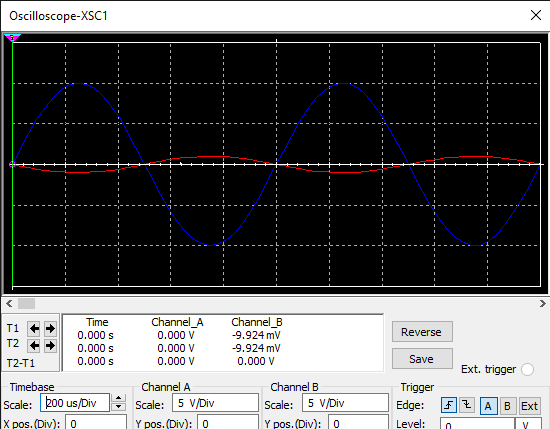 Oscilloscope-XSC1
Time Channel_A Channel_B
T1 0.000 s 0.000 V -9.924 mV
T2 0.000 s 0.000 V -9.924 mV
T2-T1 0.000 s 0.000 V 0.000 V
Reverse
Save
Ext. trigger
Timebase Channel A Channel B Trigger
Scale: 200 us/Div Scale: 5 V/Div Scale: 5 V/Div Edge: A B Ext
X pos.(Div): 0 Y pos.(Div): 0 Y pos.(Div): 0 Level: 0 V